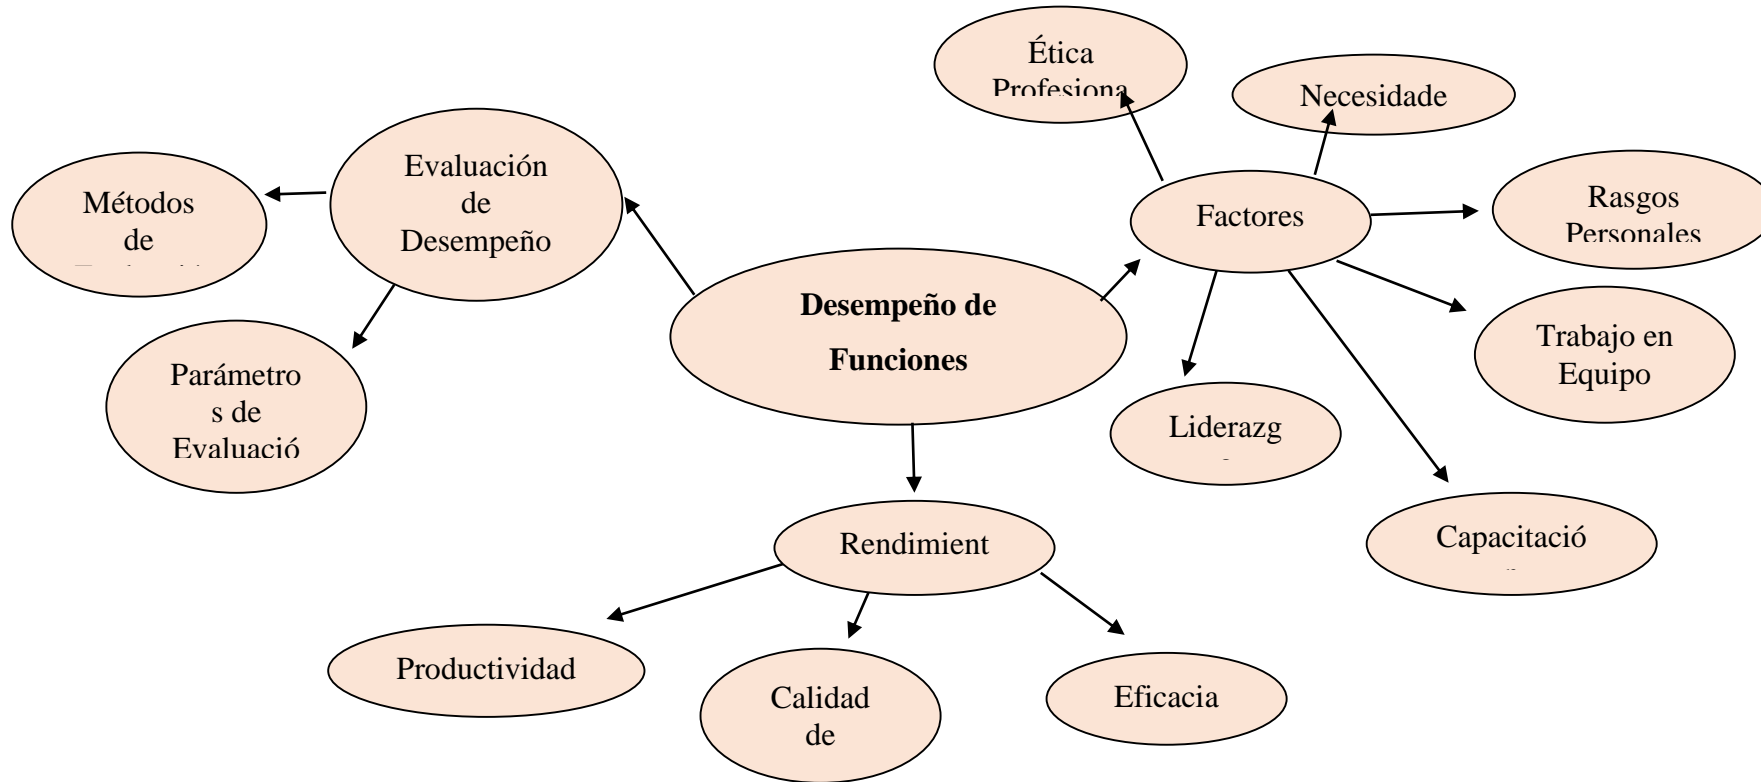 Ética
Profesiona
Necesidade
Evaluación
de
Desempeño
Métodos
de
Rasgos
Personales
Factores
Desempeño de
Funciones
Trabajo en
Equipo
Parámetro
s de
Evaluació
Liderazg
Capacitació
Rendimient
Productividad
Calidad
de
Eficacia